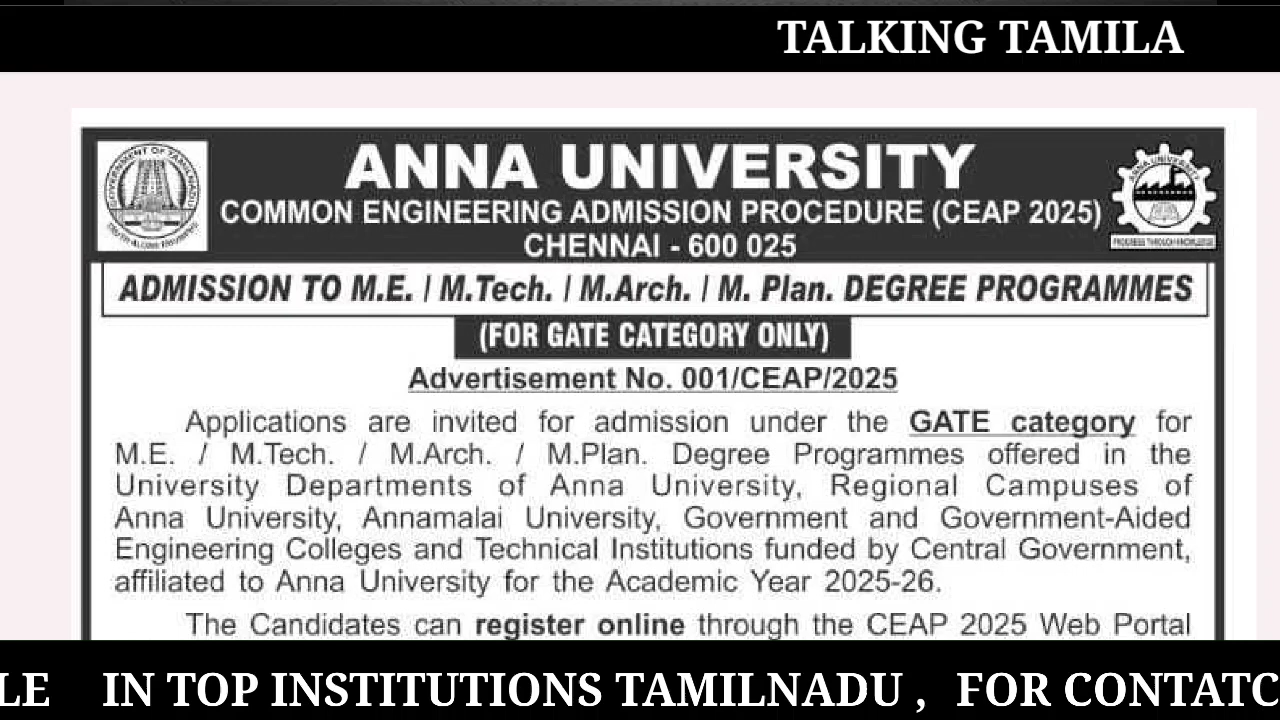 TALKING TAMILA
ANNA UNIVERSITY
COMMON ENGINEERING ADMISSION PROCEDURE (CEAP 2025)
CHENNAI - 600 025
PROGRESS THROUGH KNOWLEDGE
ADMISSION TO M.E. / M.Tech. / M.Arch. / M. Plan. DEGREE PROGRAMMES
(FOR GATE CATEGORY ONLY)
Advertisement No. 001/CEAP/2025
Applications are invited for admission under the GATE category for
M.E. / M.Tech. / M.Arch. / M.Plan. Degree Programmes offered in the
University Departments of Anna University, Regional Campuses of
Anna University, Annamalai University, Government and Government-Aided
Engineering Colleges and Technical Institutions funded by Central Government,
affiliated to Anna University for the Academic Year 2025-26.
The Candidates can register online through the CEAP 2025 Web Portal
LE IN TOP INSTITUTIONS TAMILNADU , FOR CONTATC